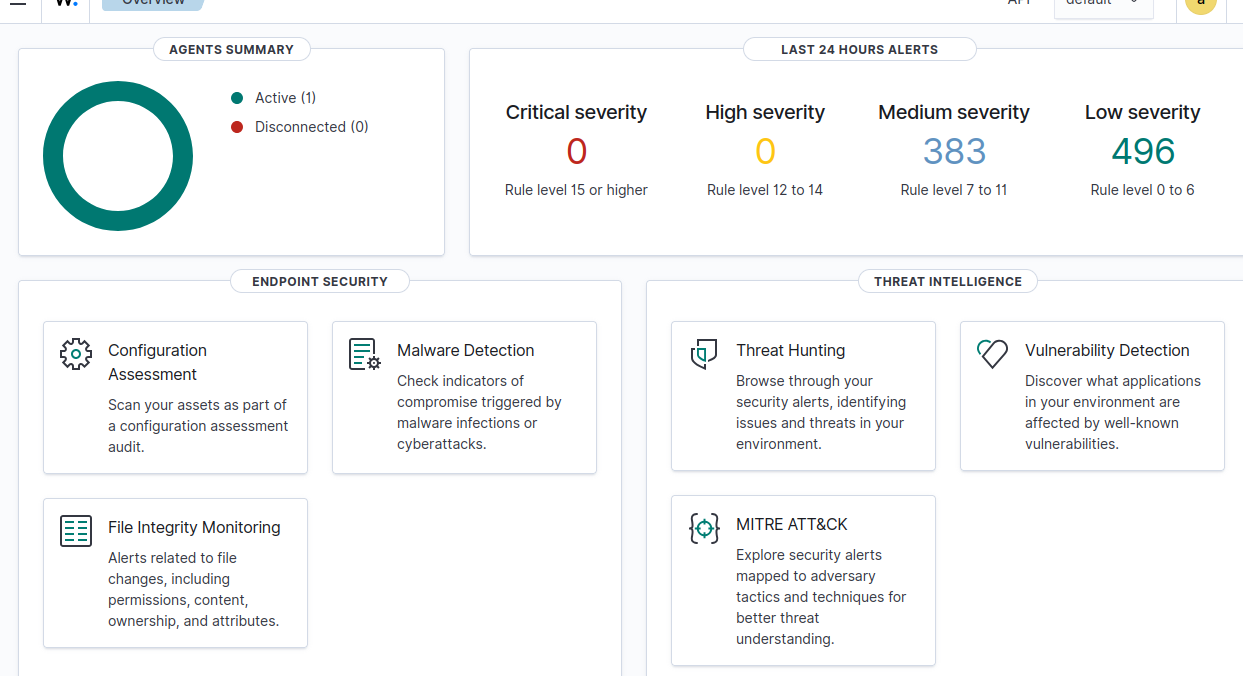 W.
Overview
API
default
a
AGENTS SUMMARY
Active (1)
Disconnected (0)
LAST 24 HOURS ALERTS
Critical severity
0
Rule level 15 or higher
High severity
0
Rule level 12 to 14
Medium severity
383
Rule level 7 to 11
Low severity
496
Rule level 0 to 6
ENDPOINT SECURITY
Configuration
Assessment
Scan your assets as part of
a configuration assessment
audit.
Malware Detection
Check indicators of
compromise triggered by
malware infections or
cyberattacks.
File Integrity Monitoring
Alerts related to file
changes, including
permissions, content,
ownership, and attributes.
THREAT INTELLIGENCE
Threat Hunting
Browse through your
security alerts, identifying
issues and threats in your
environment.
Vulnerability Detection
Discover what applications
in your environment are
affected by well-known
vulnerabilities.
MITRE ATT&CK
Explore security alerts
mapped to adversary
tactics and techniques for
better threat
understanding.